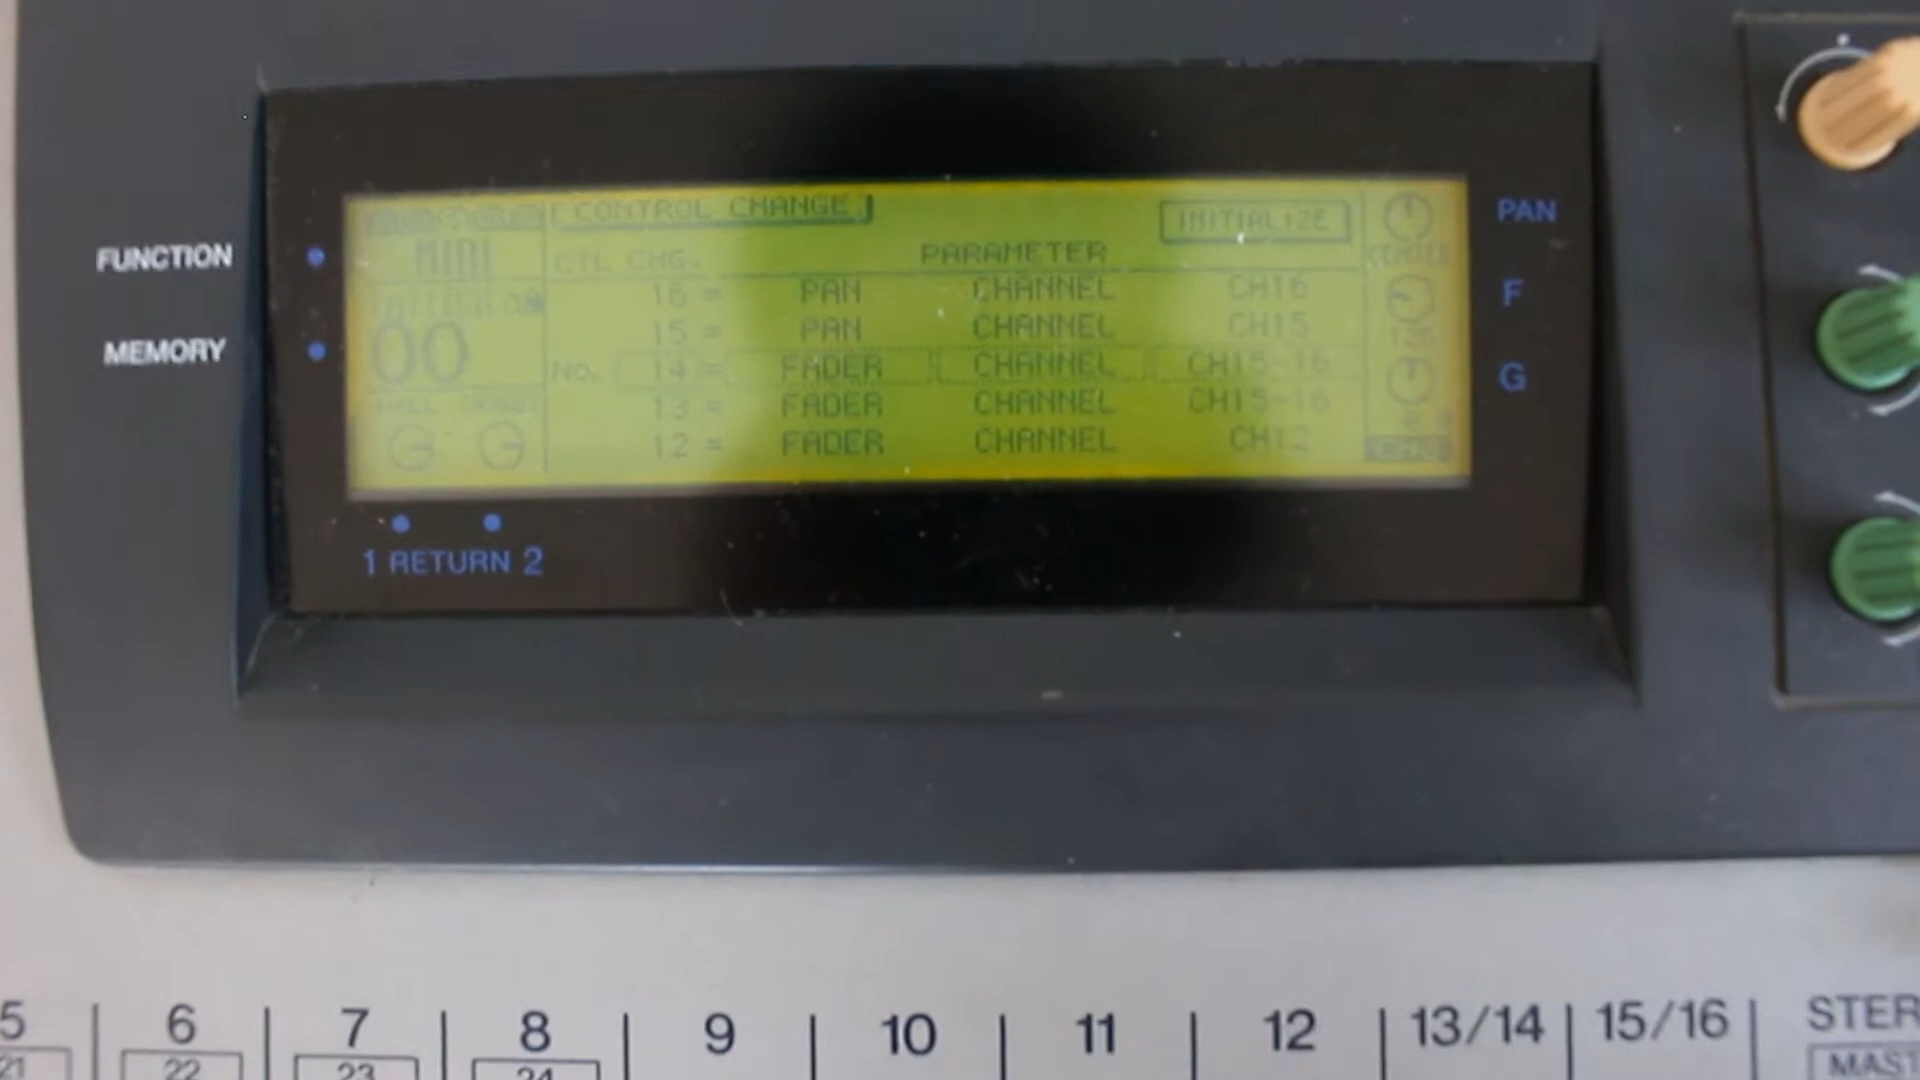 CONTROL CHANGE
INITIALIZE
PAN
FUNCTION
MINI
CTL CHG.
PARAMETER
CENTER
16 = PAN CHANNEL CH16
F
15 = PAN CHANNEL CH15
MEMORY
00
No. 14 = FADER CHANNEL CH15-16
G
13 = FADER CHANNEL CH15-16
12 = FADER CHANNEL CH12
1 RETURN 2
5 6 7 8 9 10 11 12 13/14 15/16 STER
21 22 23 24 MAST